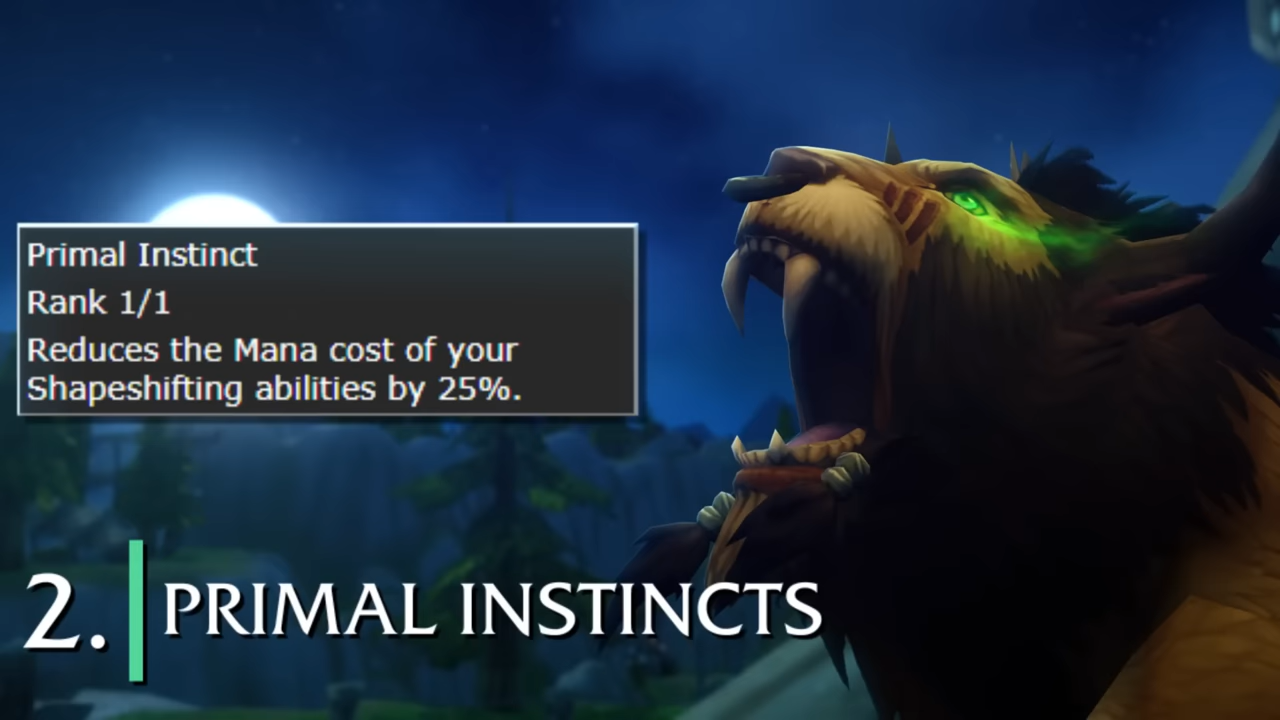 Primal Instinct
Rank 1/1
Reduces the Mana cost of your
Shapeshifting abilities by 25%.
2. PRIMAL INSTINCTS